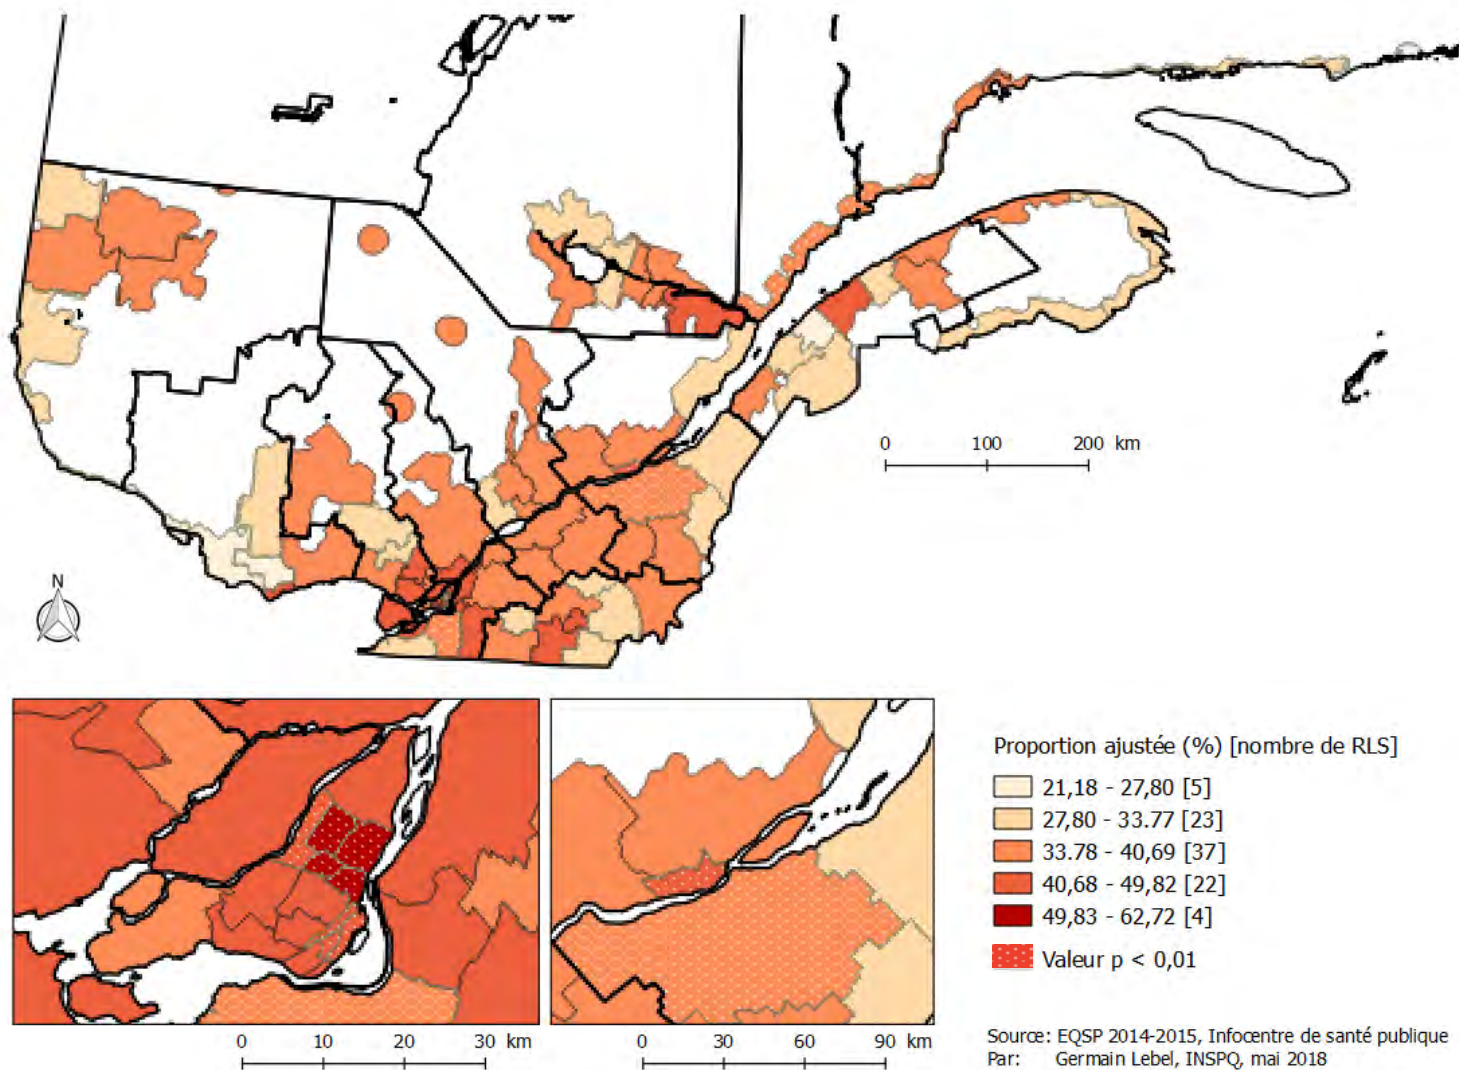 0 100 200 km
N
Proportion ajustée (%) [nombre de RLS]
21,18 - 27,80 [5]
27,80 - 33.77 [23]
33.78 - 40,69 [37]
40,68 - 49,82 [22]
49,83 - 62,72 [4]
Valeur p < 0,01
0 10 20 30 km
0 30 60 90 km
Source: EQSP 2014-2015, Infocentre de santé publique
Par: Germain Lebel, INSPQ, mai 2018